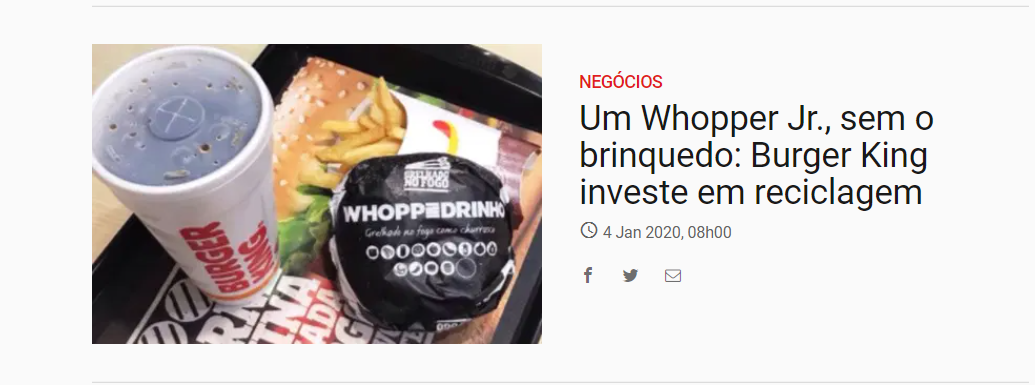 NEGÓCIOS
Um Whopper Jr., sem o
brinquedo: Burger King
investe em reciclagem
4 Jan 2020, 08h00
BURGER
KING
GRELHADO
NO FOGO
WHOPPEDRINHO
Grelhado no fogo como churrasco